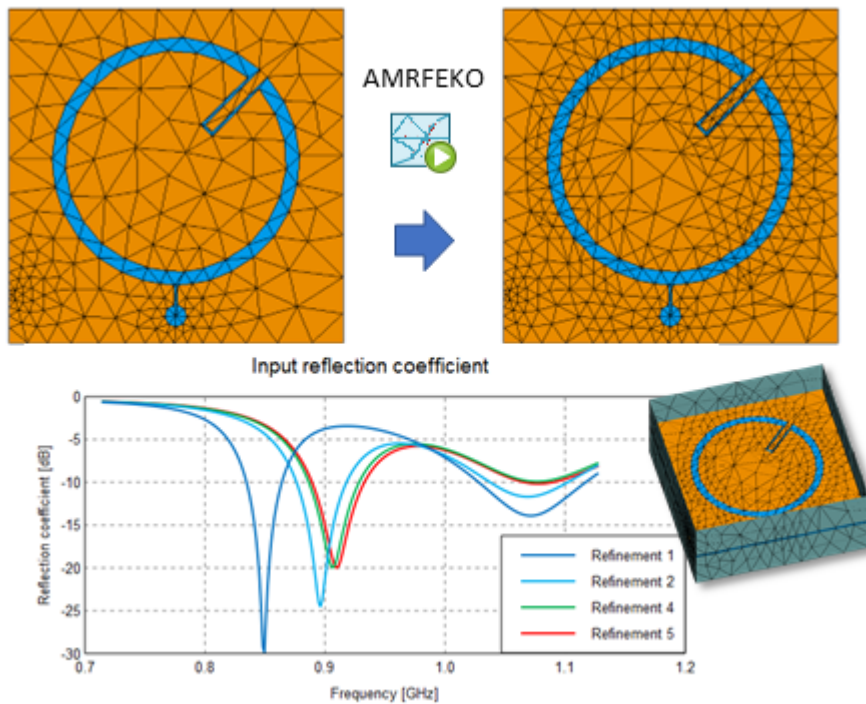 AMRFEKO
Input reflection coefficient
Reflection coefficient [dB]
0
-5
-10
-15
-20
-25
-30
0.7 0.8 0.9 1.0 1.1 1.2
Frequency [GHz]
Refinement 1
Refinement 2
Refinement 4
Refinement 5